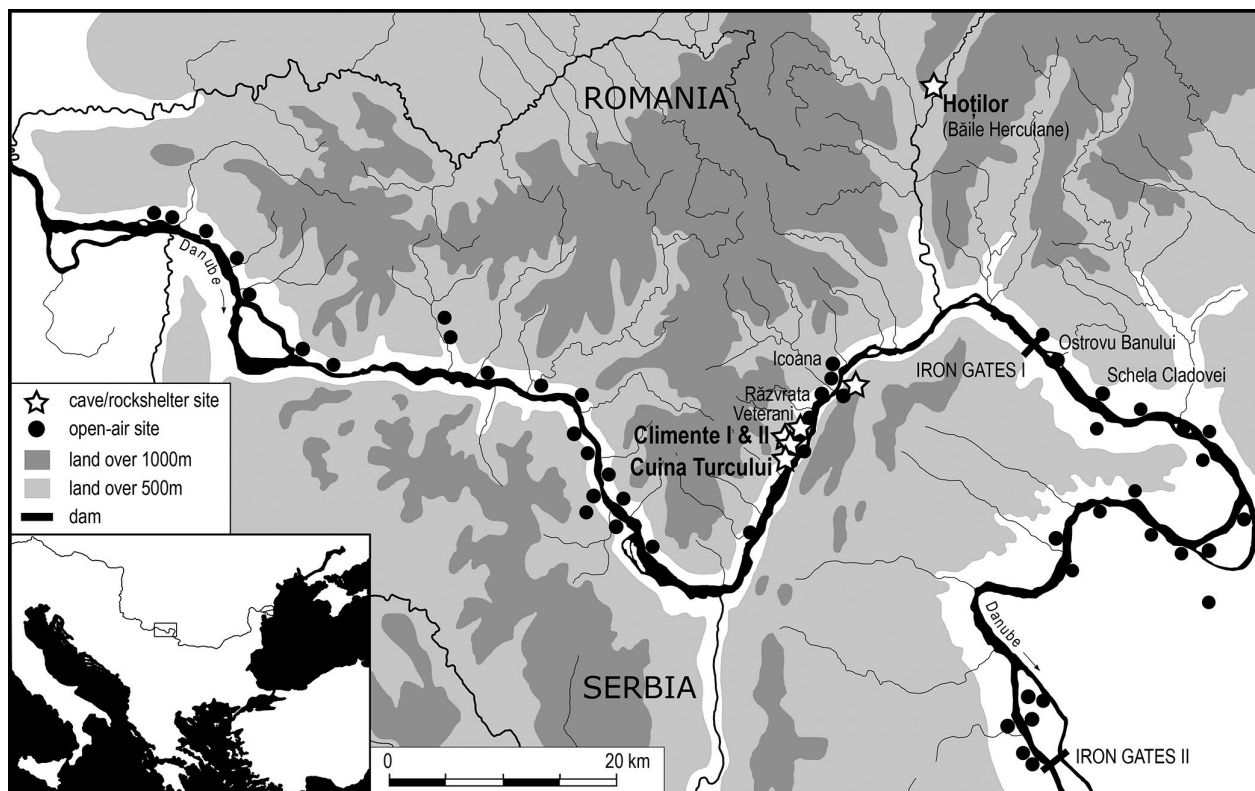 ROMANIA
Hoților
(Băile Herculane)
Danube
Icoana
Ostrovu Banului
IRON GATES I
Schela Cladovei
Răzvrata
Veterani
Climente I & II
Cuina Turcului
cave/rockshelter site
open-air site
land over 1000m
land over 500m
dam
Danube
SERBIA
0
20 km
IRON GATES II